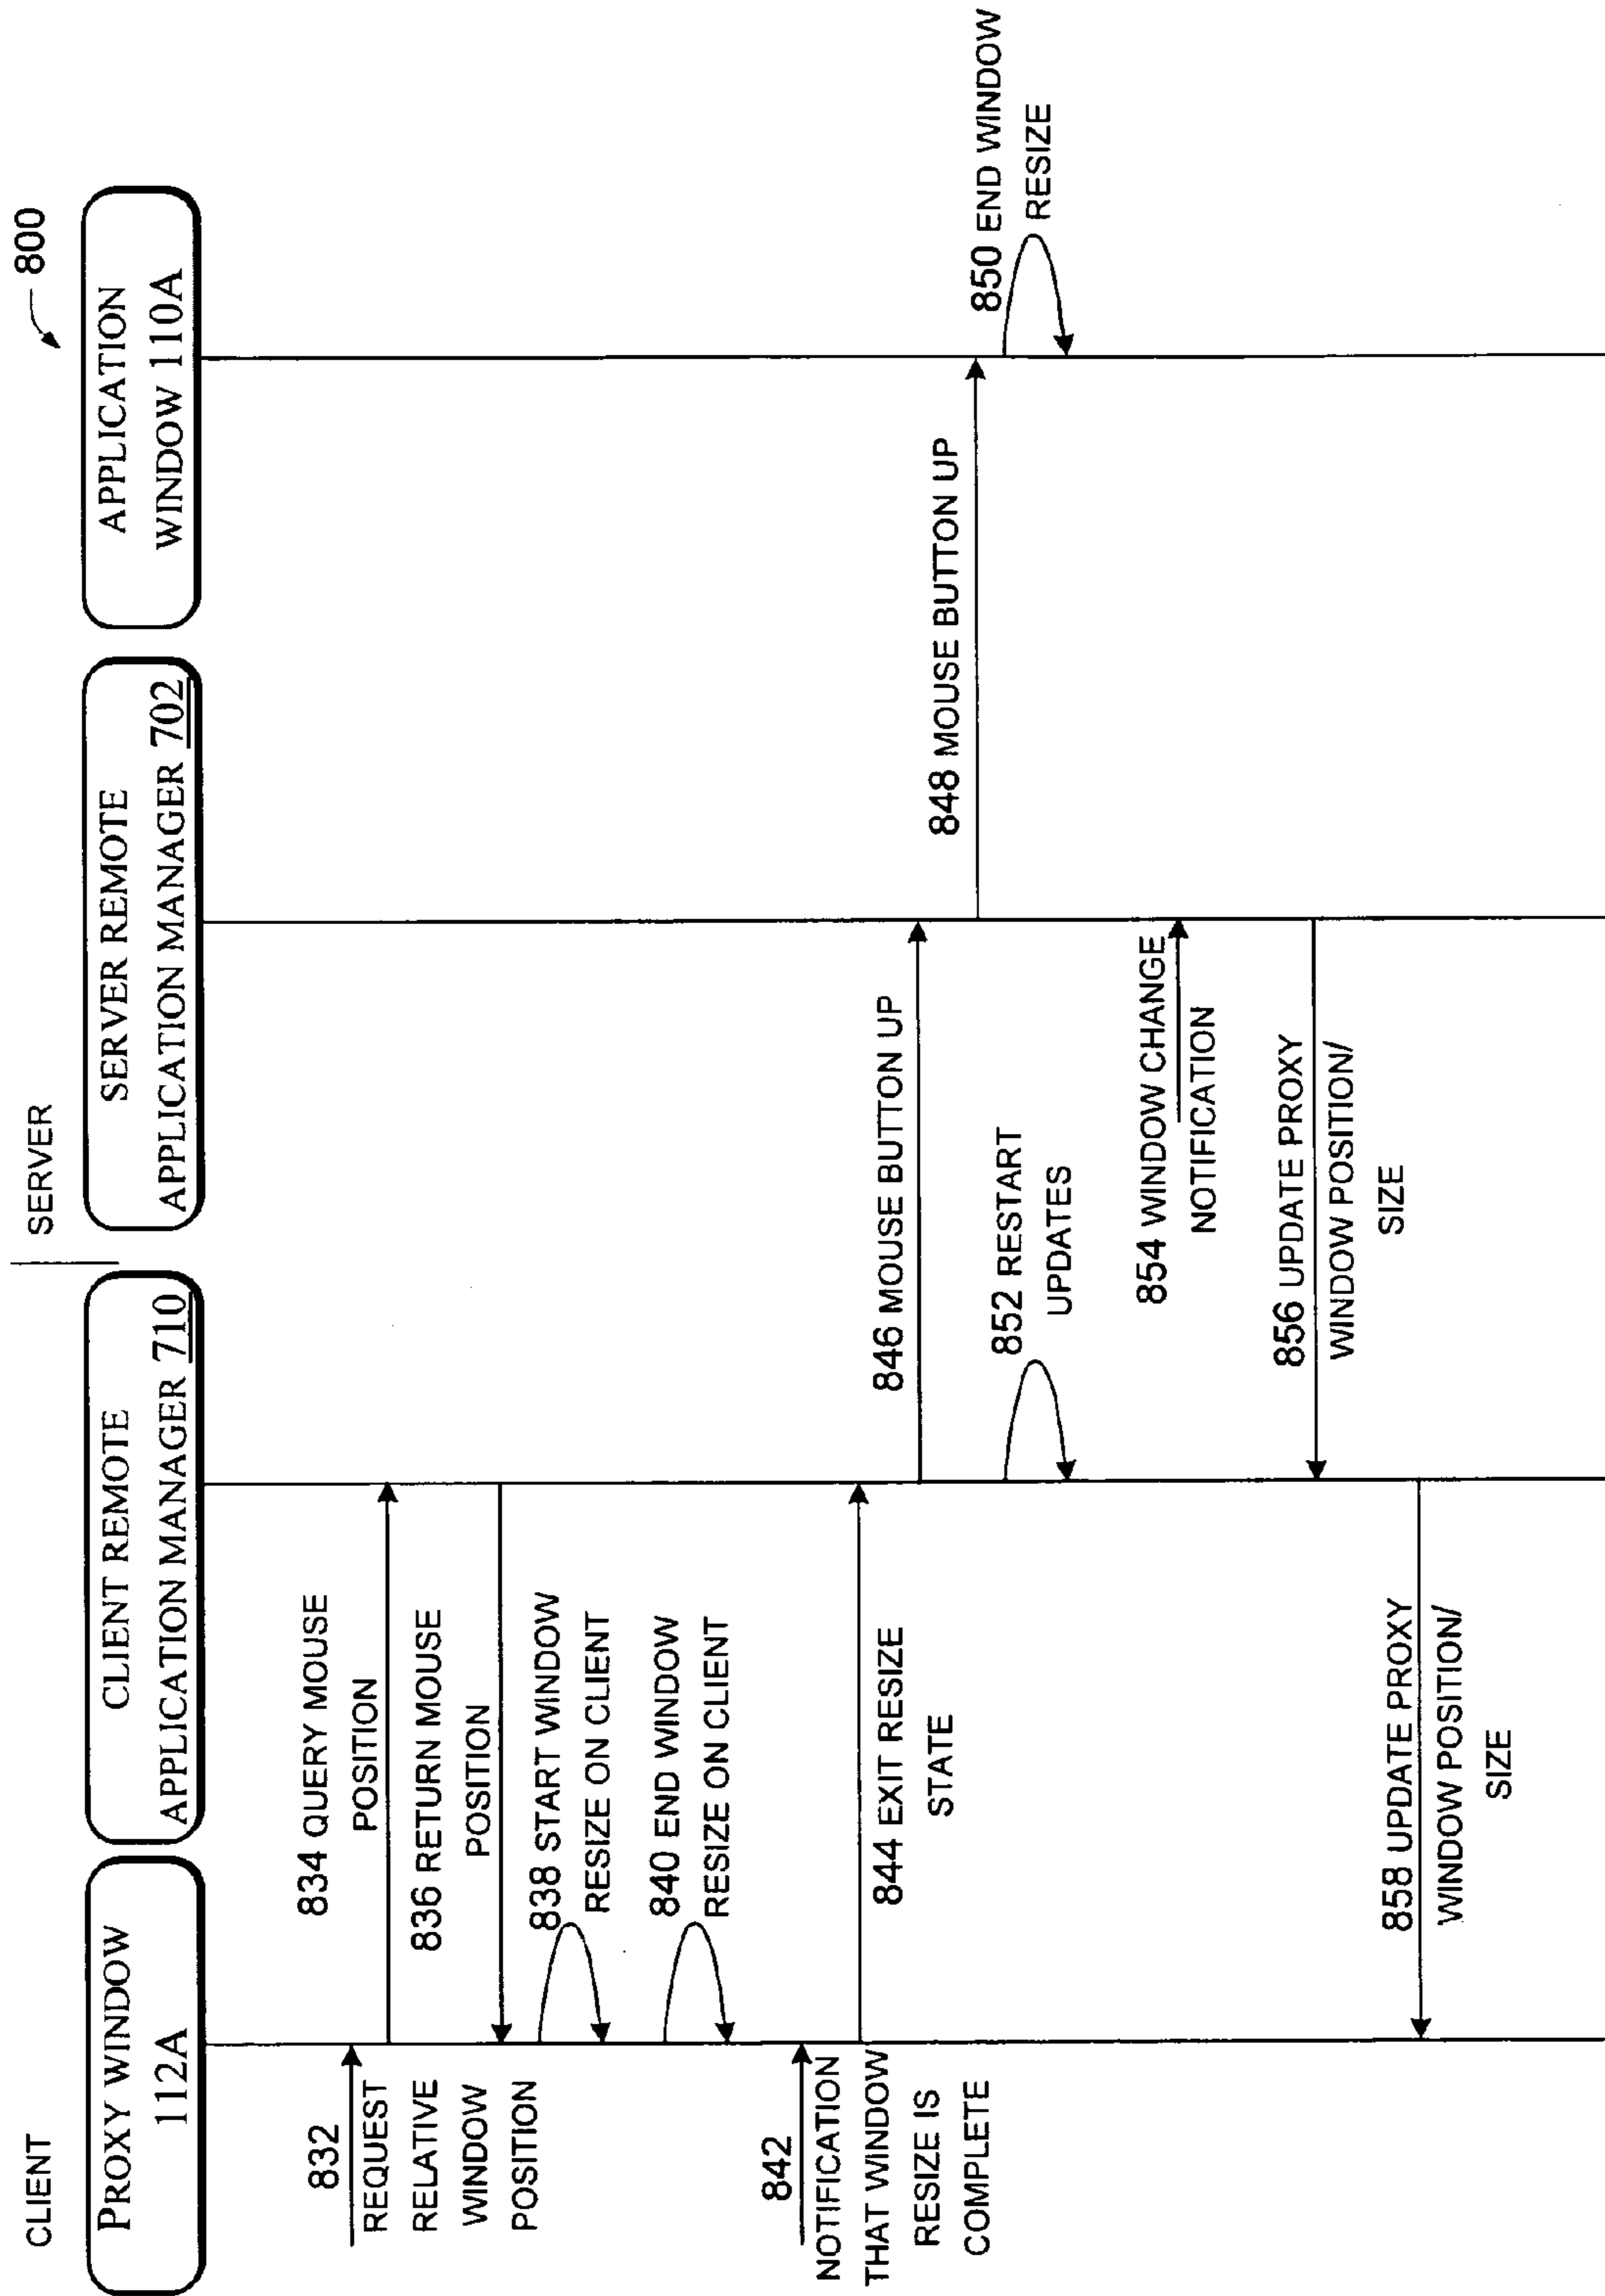 CLIENT
SERVER
800
PROXY WINDOW
112A
CLIENT REMOTE
APPLICATION MANAGER 710
SERVER REMOTE
APPLICATION MANAGER 702
APPLICATION
WINDOW 110A
832
REQUEST
RELATIVE
WINDOW
POSITION
834 QUERY MOUSE
POSITION
836 RETURN MOUSE
POSITION
838 START WINDOW
RESIZE ON CLIENT
840 END WINDOW
RESIZE ON CLIENT
842
NOTIFICATION
THAT WINDOW
RESIZE IS
COMPLETE
844 EXIT RESIZE
STATE
846 MOUSE BUTTON UP
848 MOUSE BUTTON UP
850 END WINDOW
RESIZE
852 RESTART
UPDATES
854 WINDOW CHANGE
NOTIFICATION
856 UPDATE PROXY
WINDOW POSITION/
SIZE
858 UPDATE PROXY
WINDOW POSITION/
SIZE